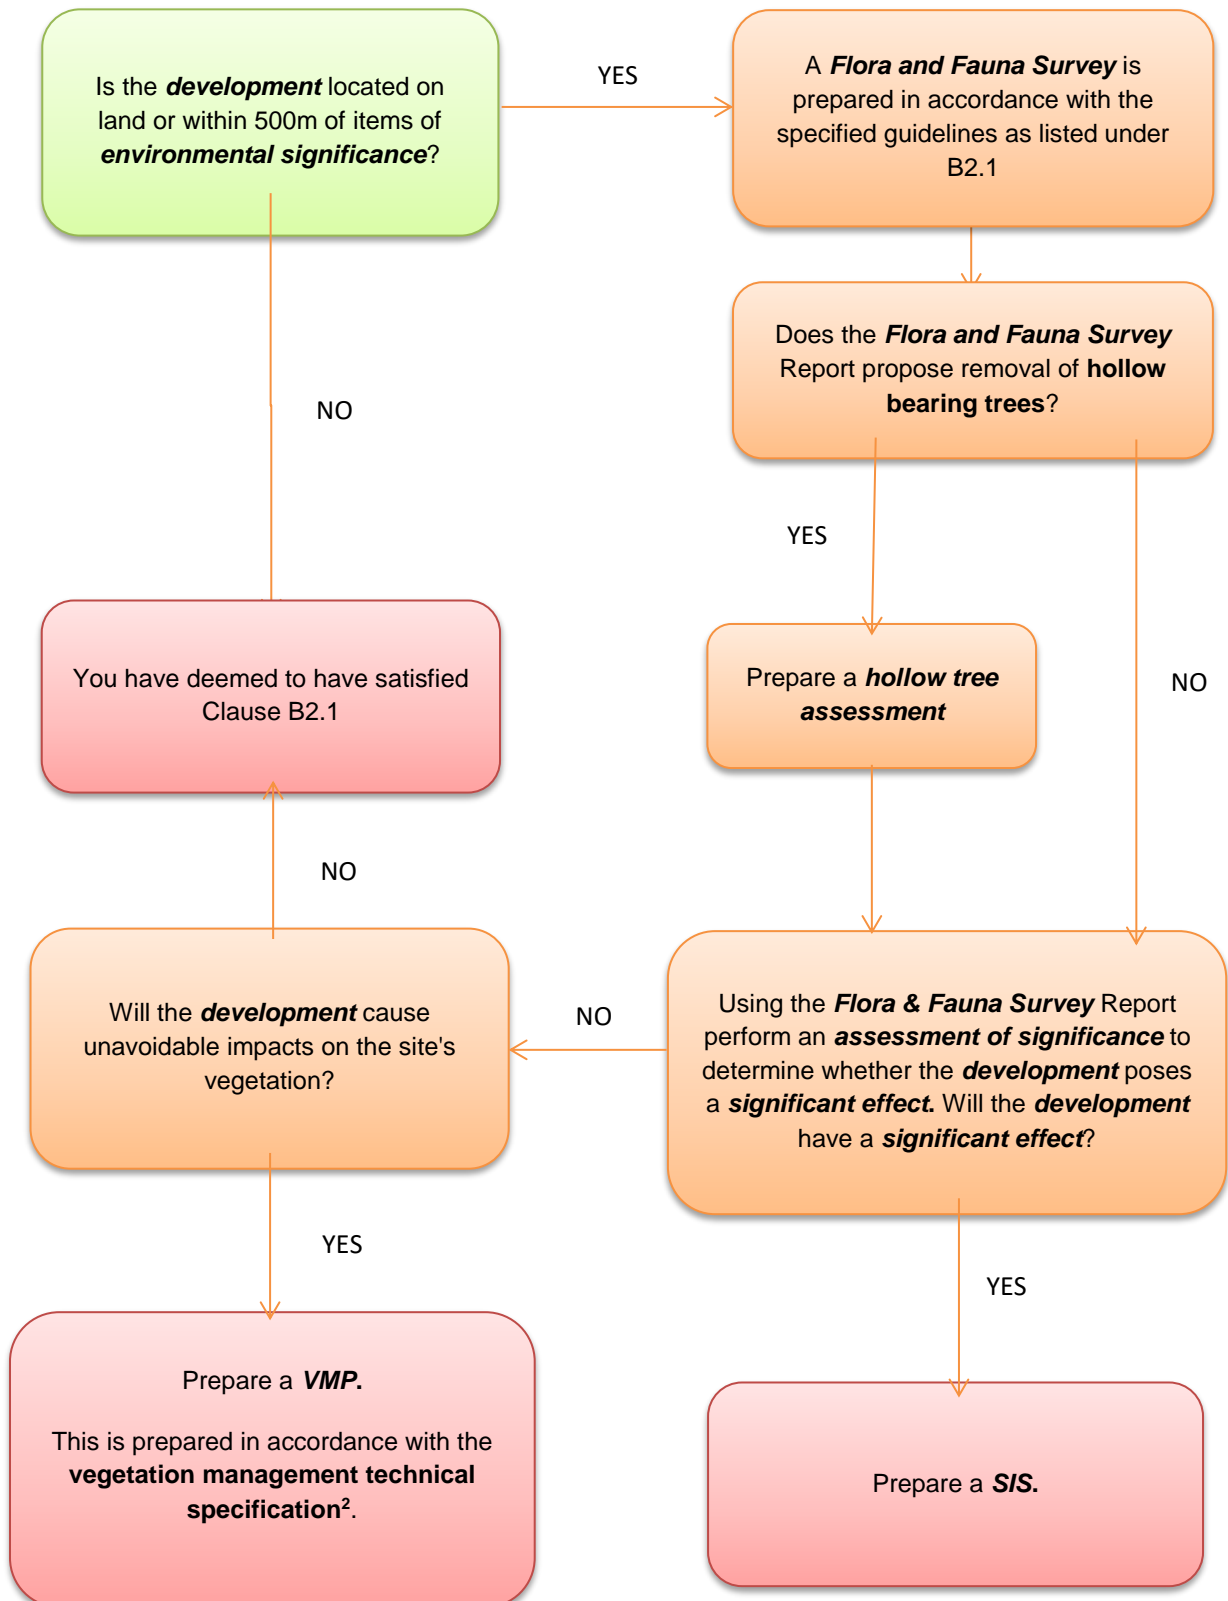 Is the development located on
land or within 500m of items of
environmental significance?
YES
A Flora and Fauna Survey is
prepared in accordance with the
specified guidelines as listed under
B2.1
Does the Flora and Fauna Survey
Report propose removal of hollow
bearing trees?
NO
YES
NO
Prepare a hollow tree
assessment
You have deemed to have satisfied
Clause B2.1
NO
Using the Flora & Fauna Survey Report
perform an assessment of significance to
determine whether the development poses
a significant effect. Will the development
have a significant effect?
NO
Will the development cause
unavoidable impacts on the site's
vegetation?
YES
YES
Prepare a VMP.
This is prepared in accordance with the
vegetation management technical
specification².
Prepare a SIS.